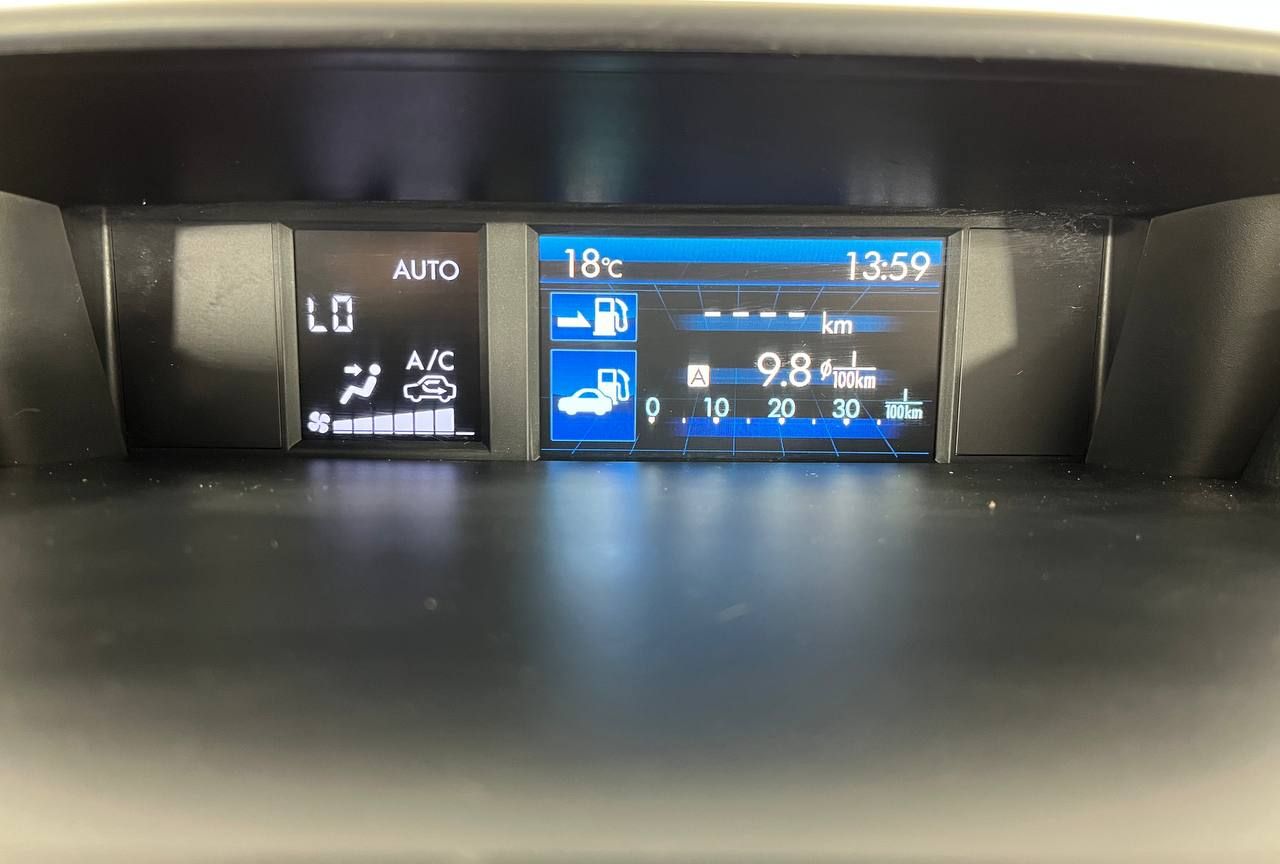 AUTO
LO
A/C
18°C 13:59
---- km
A 9.8 ⌀ l/100km
0 10 20 30 l/100km